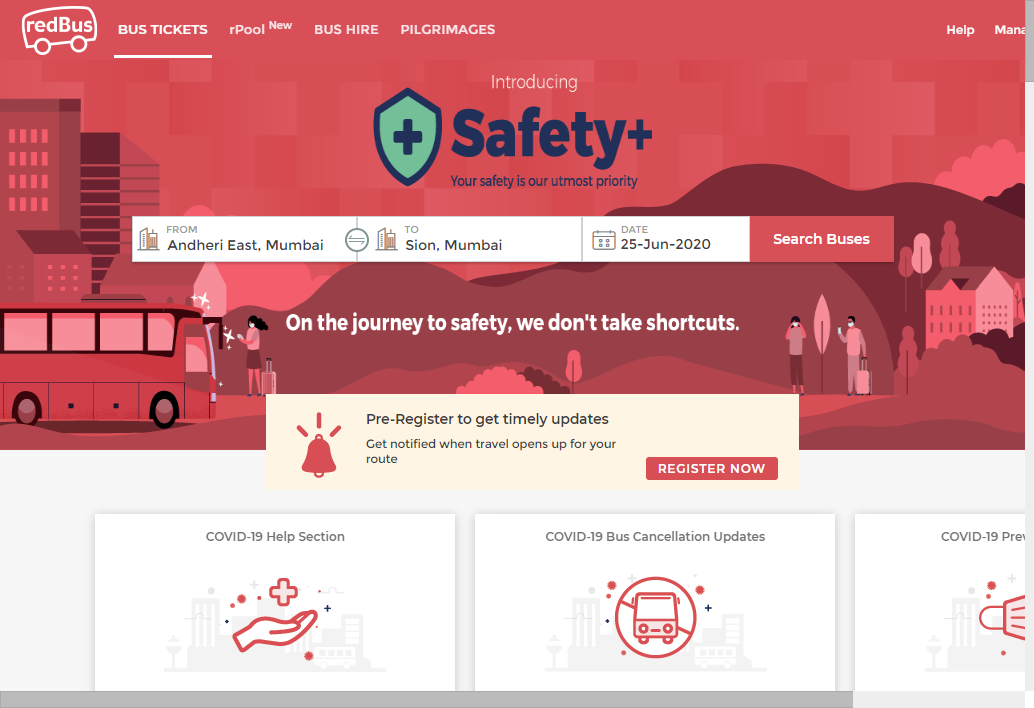 redBus
BUS TICKETS
rPool New
BUS HIRE
PILGRIMAGES
Help
Introducing
Safety+
Your safety is our utmost priority
FROM
Andheri East, Mumbai
TO
Sion, Mumbai
DATE
25-Jun-2020
Search Buses
On the journey to safety, we don't take shortcuts.
Pre-Register to get timely updates
Get notified when travel opens up for your
route
REGISTER NOW
COVID-19 Help Section
COVID-19 Bus Cancellation Updates
COVID-19